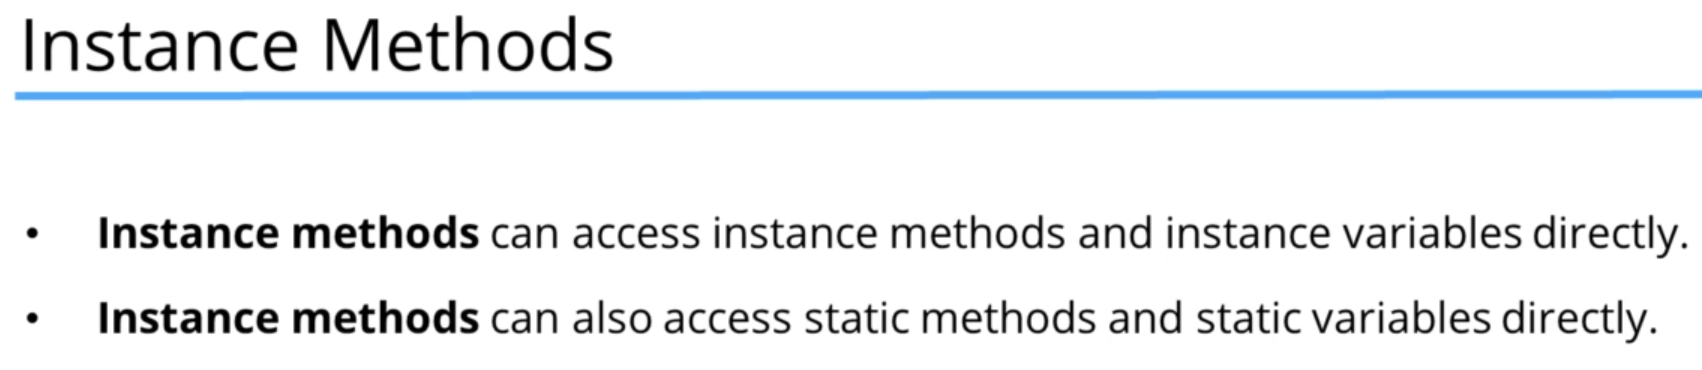 Instance Methods
• Instance methods can access instance methods and instance variables directly.
• Instance methods can also access static methods and static variables directly.